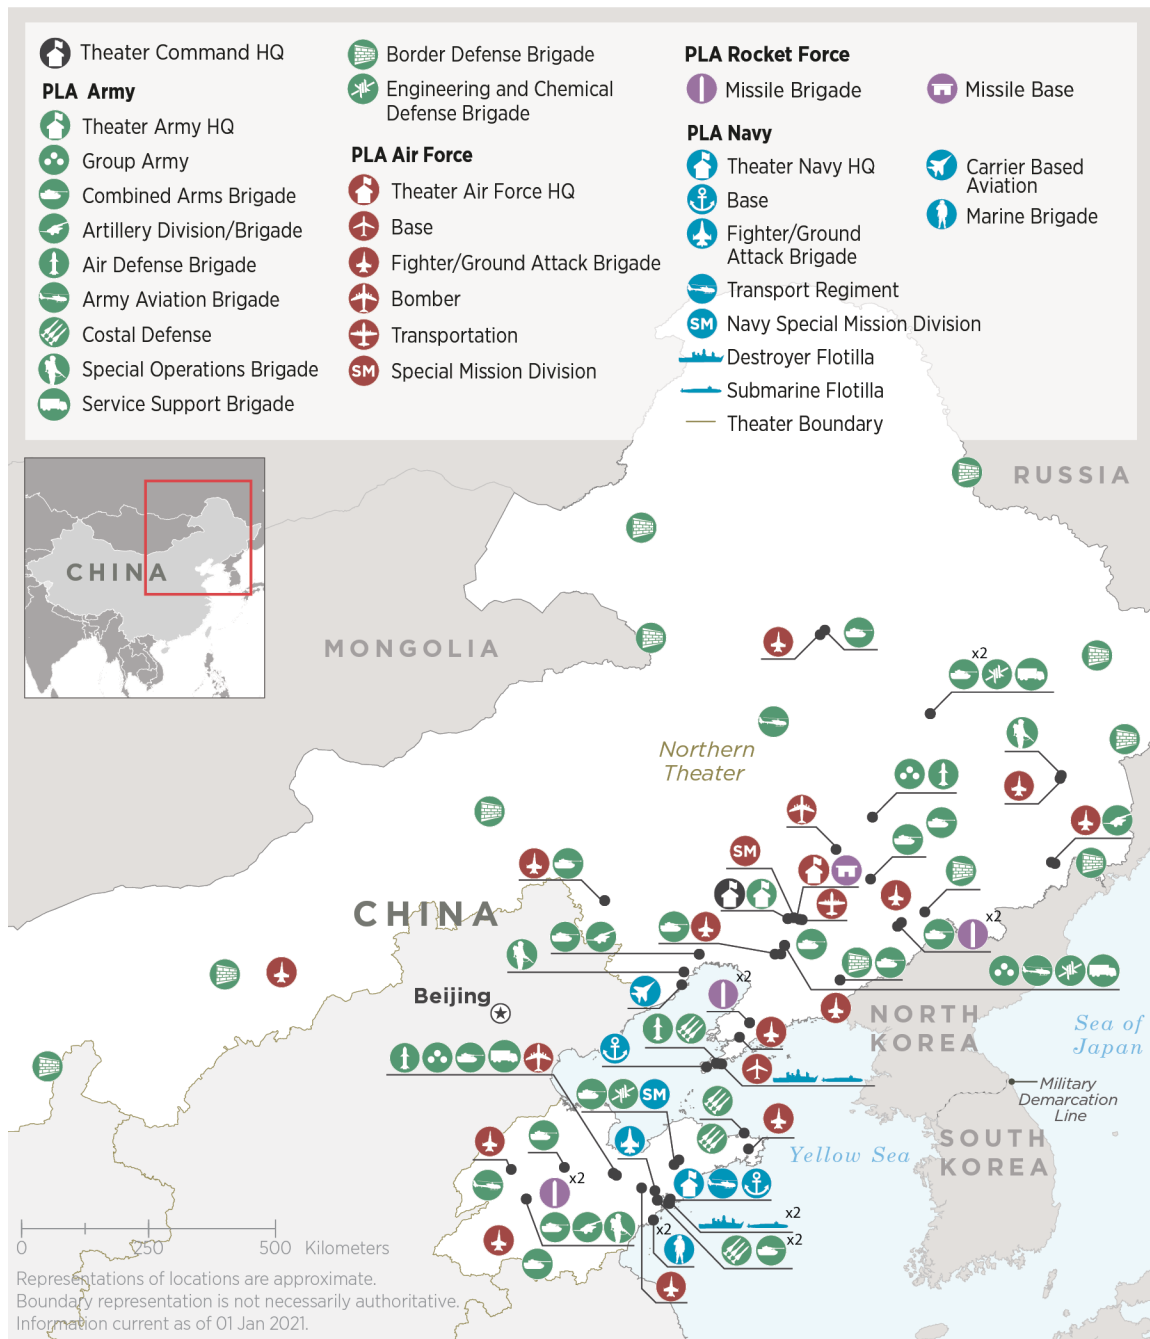 Theater Command HQ
PLA Army
Theater Army HQ
Group Army
Combined Arms Brigade
Artillery Division/Brigade
Air Defense Brigade
Army Aviation Brigade
Costal Defense
Special Operations Brigade
Service Support Brigade
Border Defense Brigade
Engineering and Chemical
Defense Brigade
PLA Air Force
Theater Air Force HQ
Base
Fighter/Ground Attack Brigade
Bomber
Transportation
SM Special Mission Division
PLA Rocket Force
Missile Brigade
Missile Base
PLA Navy
Theater Navy HQ
Base
Fighter/Ground
Attack Brigade
Transport Regiment
SM Navy Special Mission Division
Destroyer Flotilla
Submarine Flotilla
Theater Boundary
Carrier Based
Aviation
Marine Brigade
RUSSIA
CHINA
MONGOLIA
x2
Northern
Theater
SM
CHINA
x2
Beijing
x2
NORTH
KOREA
Sea of
Japan
SM
Military
Demarcation
Line
SOUTH
KOREA
Yellow Sea
x2
x2
x2
x2
0 250 500 Kilometers
Representations of locations are approximate.
Boundary representation is not necessarily authoritative.
Information current as of 01 Jan 2021.